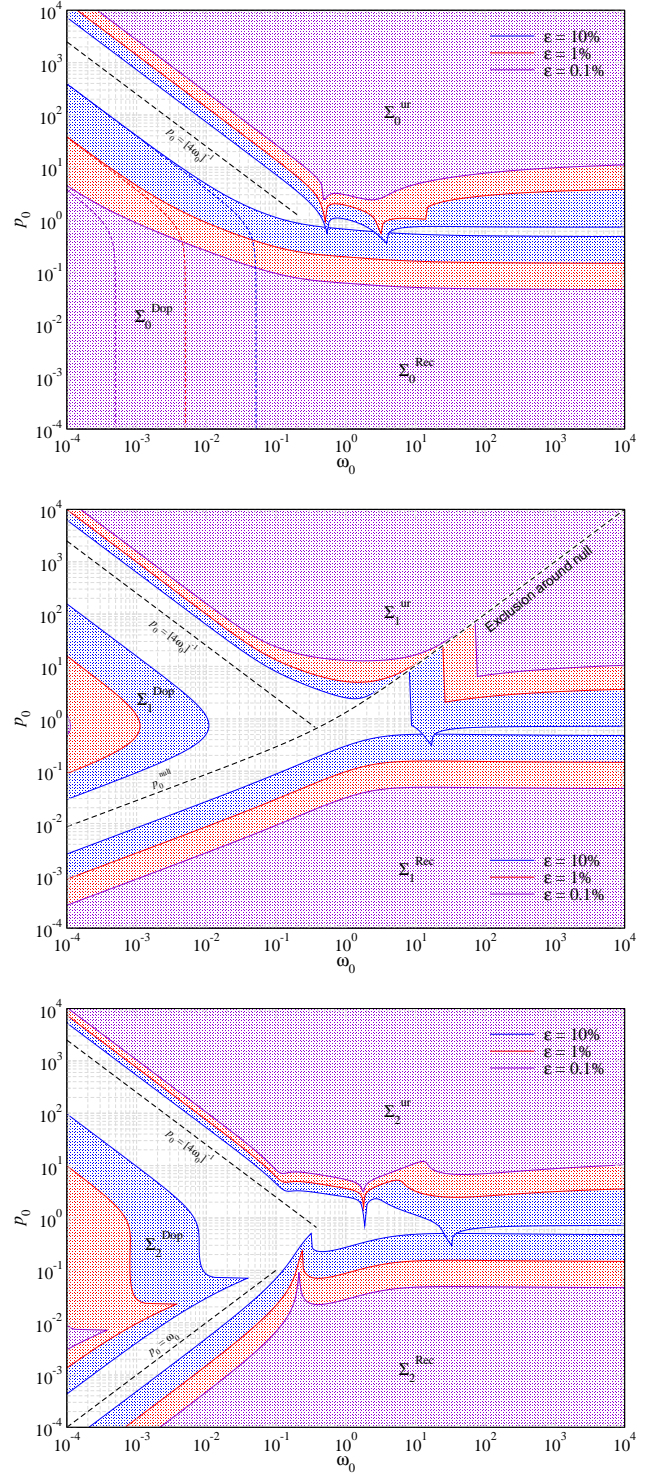 10^4
ε = 10%
10^3
ε = 1%
ε = 0.1%
10^2
Σ_0^ur
p_0 = [4ω_0]^-1
10^1
p_0
10^0
10^-1
10^-2
Σ_0^Dop
10^-3
Σ_0^Rec
10^-4
10^-4 10^-3 10^-2 10^-1 10^0 10^1 10^2 10^3 10^4
ω_0
10^4
10^3
Exclusion around null
10^2
Σ_1^ur
p_0 = [4ω_0]^-1
10^1
Σ_1^Dop
p_0
10^0
10^-1
p_0^null
10^-2
ε = 10%
10^-3
Σ_1^Rec
ε = 1%
ε = 0.1%
10^-4
10^-4 10^-3 10^-2 10^-1 10^0 10^1 10^2 10^3 10^4
ω_0
10^4
ε = 10%
10^3
ε = 1%
ε = 0.1%
10^2
Σ_2^ur
p_0 = [4ω_0]^-1
10^1
p_0
10^0
Σ_2^Dop
10^-1
10^-2
p_0 = ω_0
10^-3
Σ_2^Rec
10^-4
10^-4 10^-3 10^-2 10^-1 10^0 10^1 10^2 10^3 10^4
ω_0